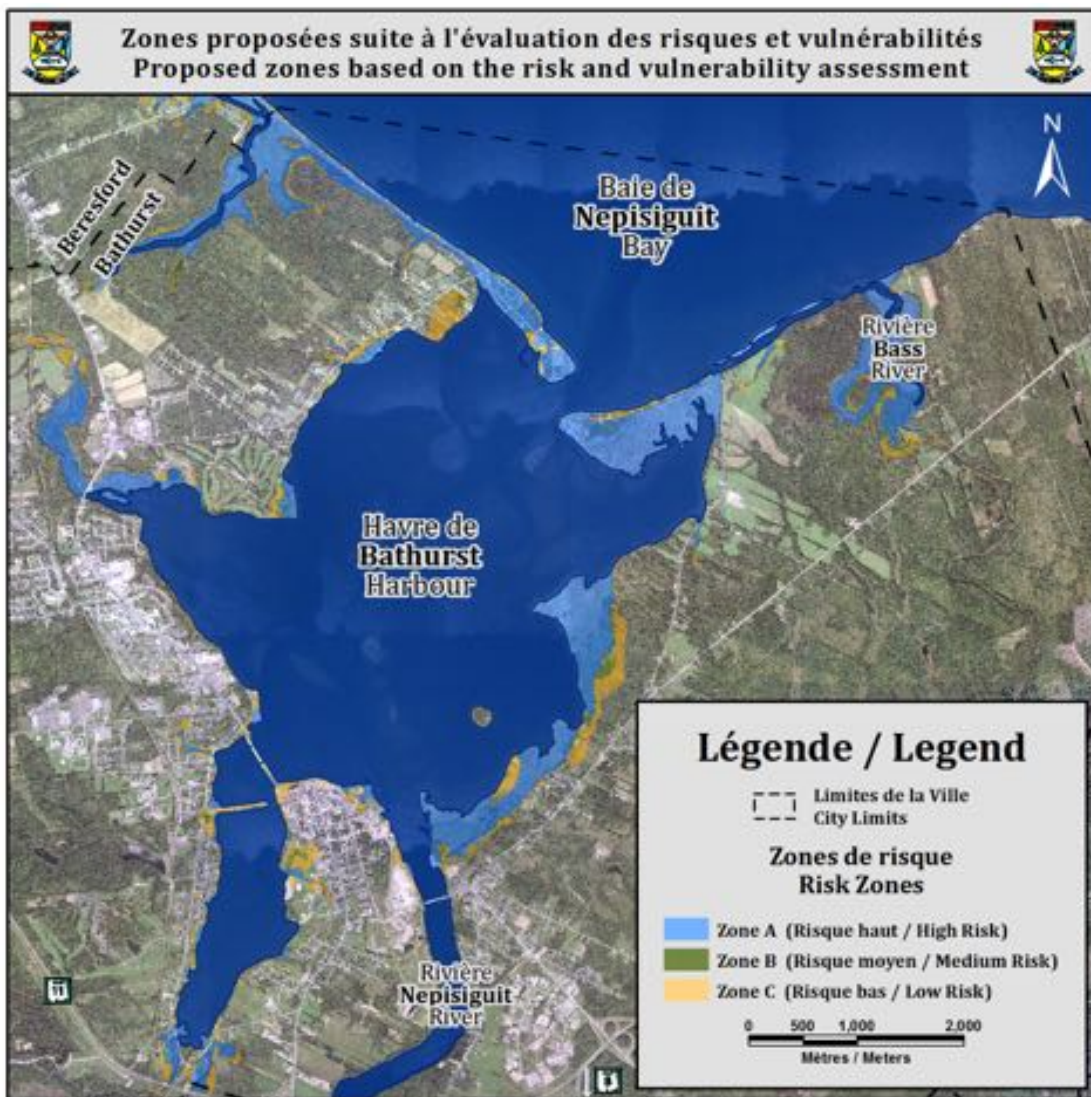 Zones proposées suite à l'évaluation des risques et vulnérabilités
Proposed zones based on the risk and vulnerability assessment
N
Beresford
Bathurst
Baie de
Nepisiguit
Bay
Rivière
Bass
River
Havre de
Bathurst
Harbour
Rivière
Nepisiguit
River
11
Légende / Legend
Limites de la Ville
City Limits
Zones de risque
Risk Zones
Zone A (Risque haut / High Risk)
Zone B (Risque moyen / Medium Risk)
Zone C (Risque bas / Low Risk)
0 500 1,000 2,000
Mètres / Meters